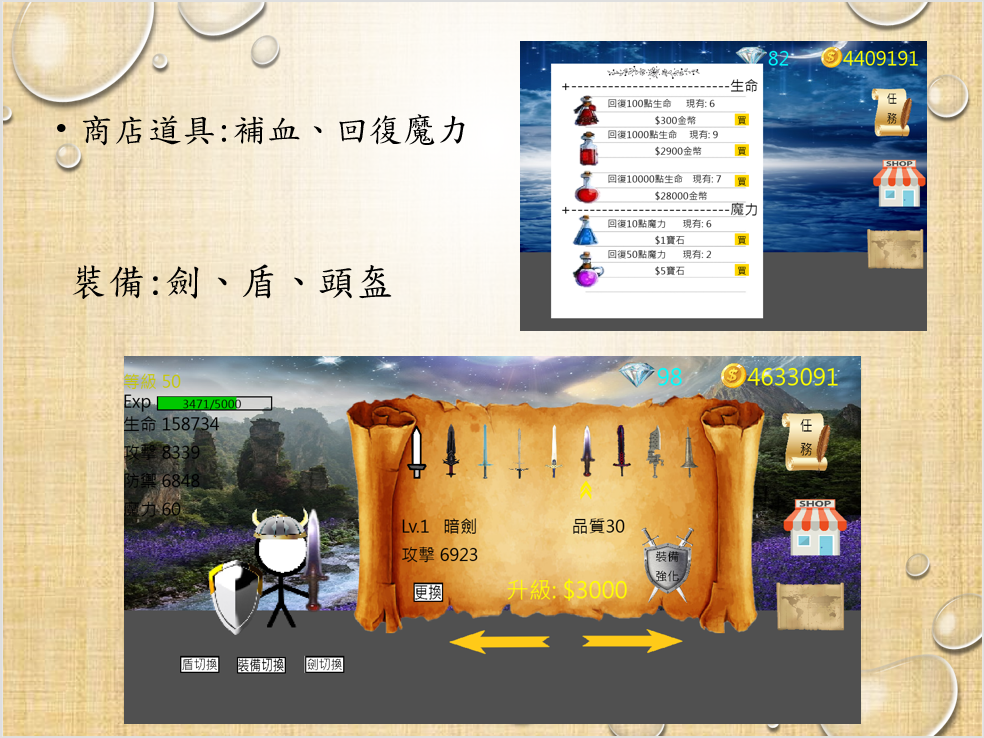 • 商店道具:補血、回復魔力
裝備:劍、盾、頭盔
82
4409191
+-----------------------生命
回復100點生命 現有: 6
$300金幣 買
回復1000點生命 現有: 9
$2900金幣 買
回復10000點生命 現有: 7
買
$28000金幣
+-----------------------魔力
回復10點魔力 現有: 6
$1寶石 買
回復50點魔力 現有: 2
$5寶石 買
任
務
SHOP
等級 50
98
4633091
Exp 3471/5000
生命 158734
攻擊 8339
防禦 6848
魔力 60
任
務
SHOP
Lv.1 暗劍 品質30
攻擊 6923
裝備
強化
更換
升級: $3000
盾切換 裝備切換 劍切換